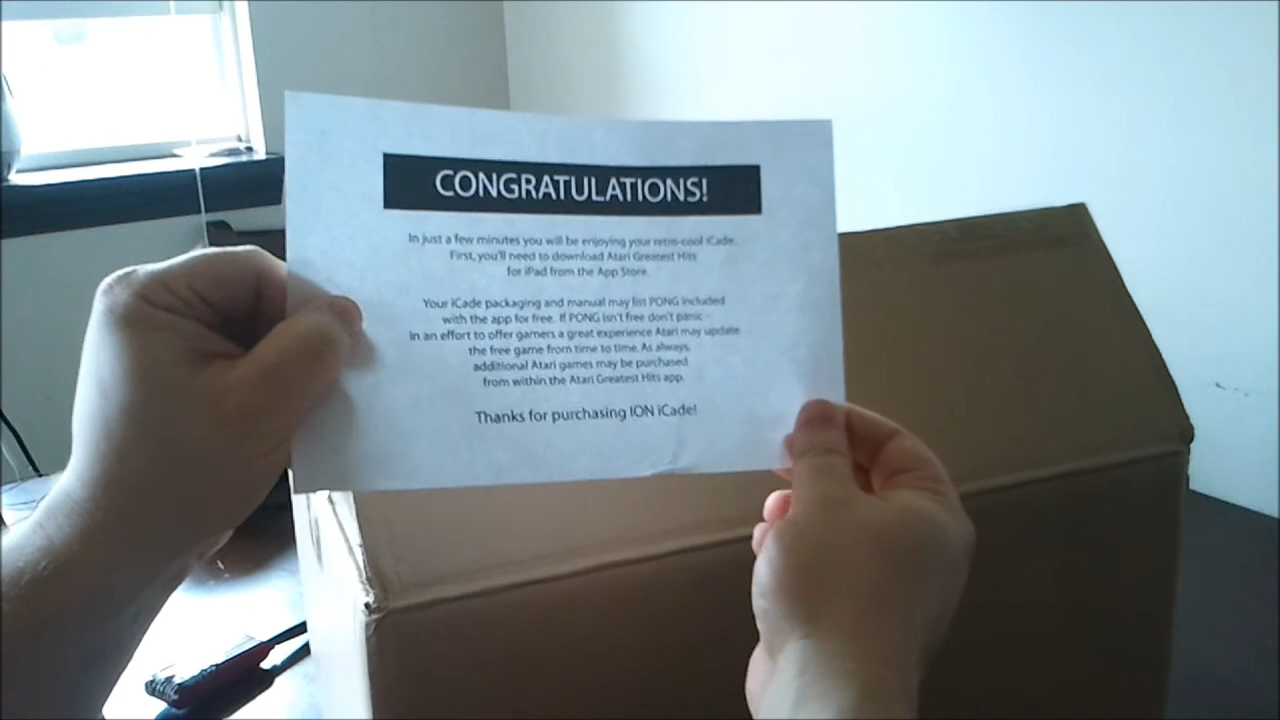 CONGRATULATIONS!
In just a few minutes you will be enjoying your retro-cool iCade.
First, you'll need to download Atari Greatest Hits
for iPad from the App Store.
Your iCade packaging and manual may list PONG included
with the app for free. If PONG isn't free don't panic -
in an effort to offer gamers a great experience Atari may update
the free game from time to time. As always,
additional Atari games may be purchased
from within the Atari Greatest Hits app.
Thanks for purchasing ION iCade!